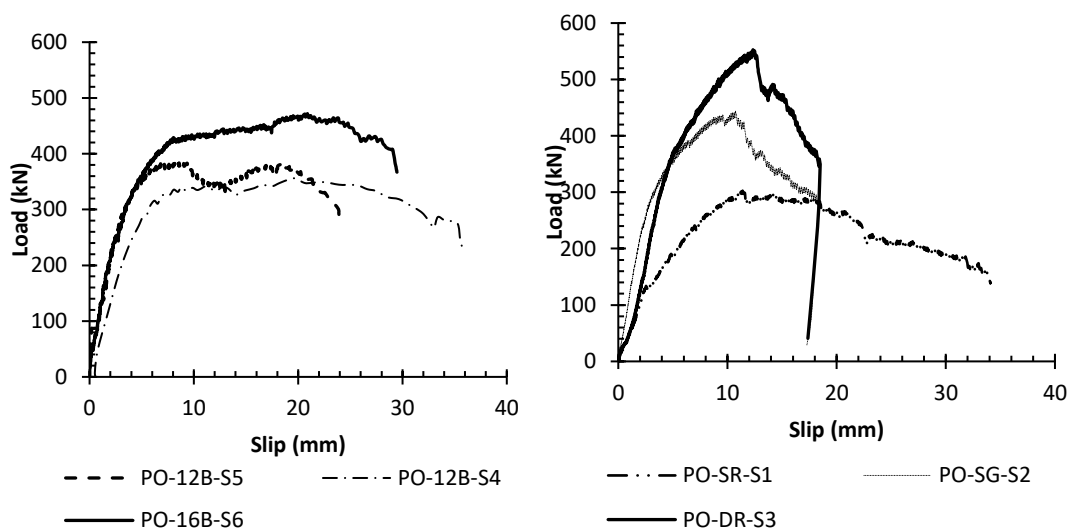 600
500
400
300
200
100
0
Load (kN)
0 10 20 30 40
Slip (mm)
PO-12B-S5 PO-12B-S4
PO-16B-S6
600
500
400
300
200
100
0
Load (kN)
0 10 20 30 40
Slip (mm)
PO-SR-S1 PO-SG-S2
PO-DR-S3